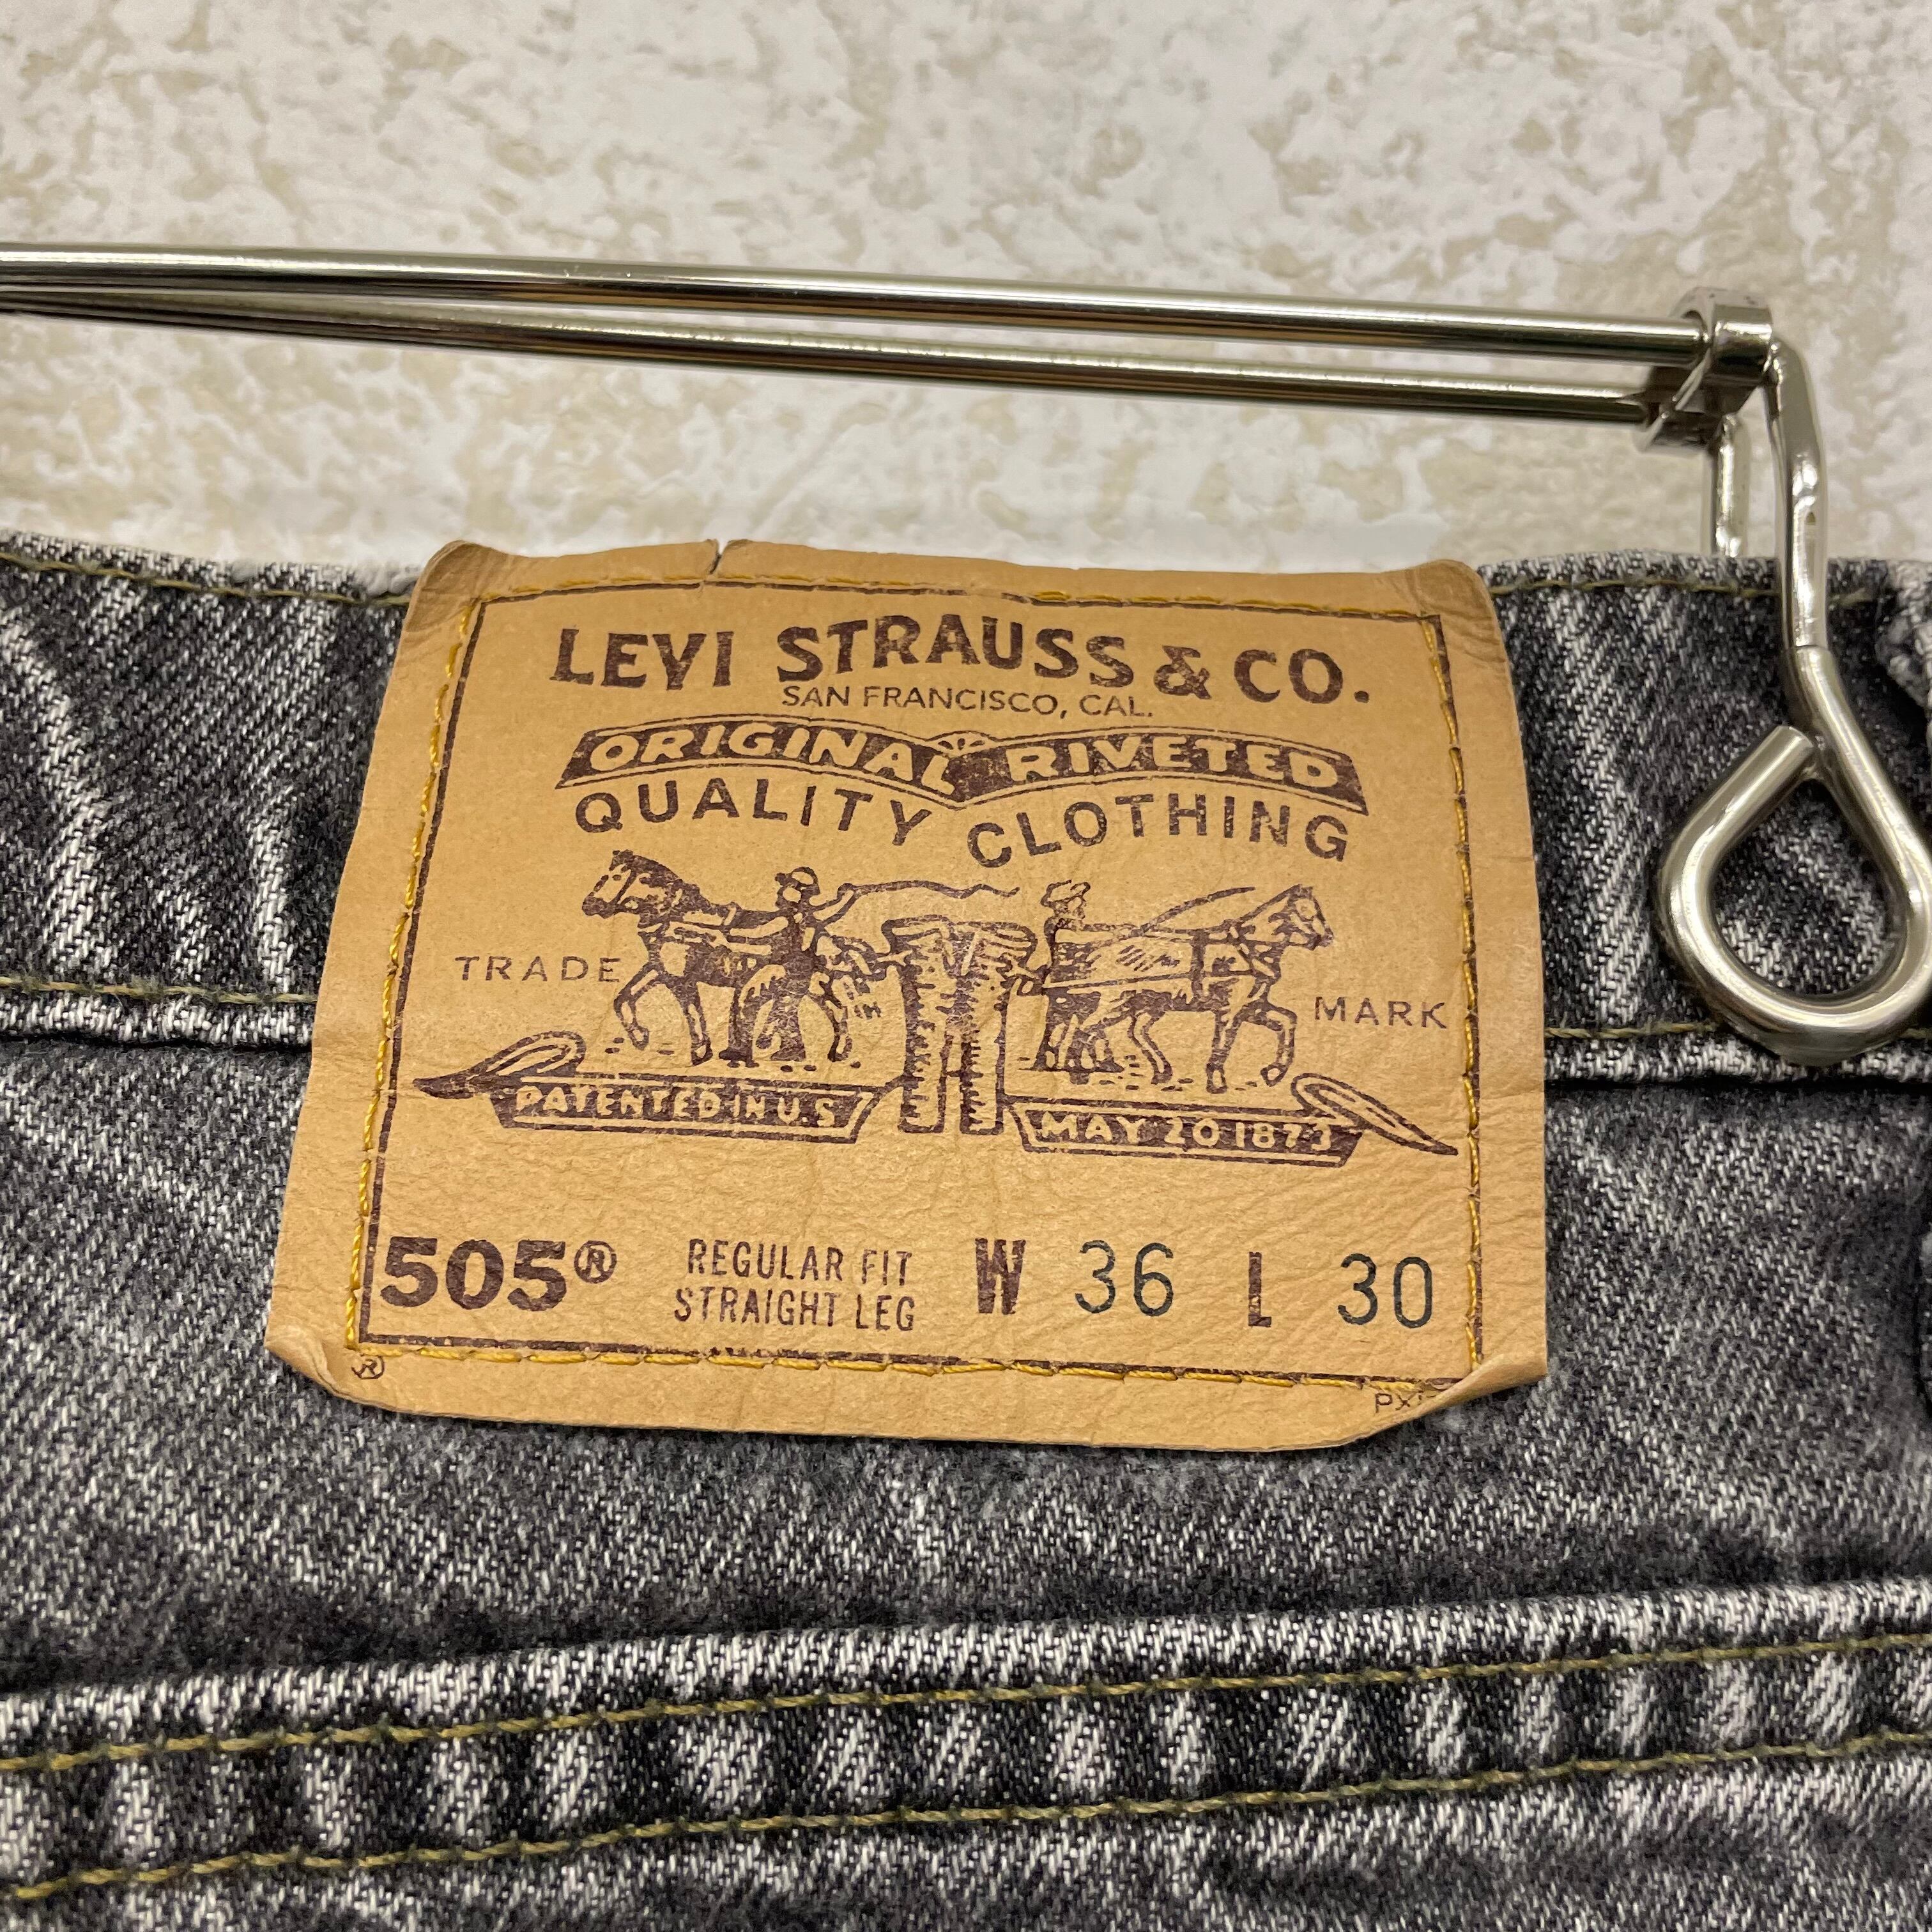 LEVI STRAUSS & CO.
SAN FRANCISCO, CAL.
ORIGINAL RIVETED
QUALITY CLOTHING
TRADE MARK
PATENTED IN U.S MAY 20 1873
505® REGULAR FIT STRAIGHT LEG W 36 L 30
®